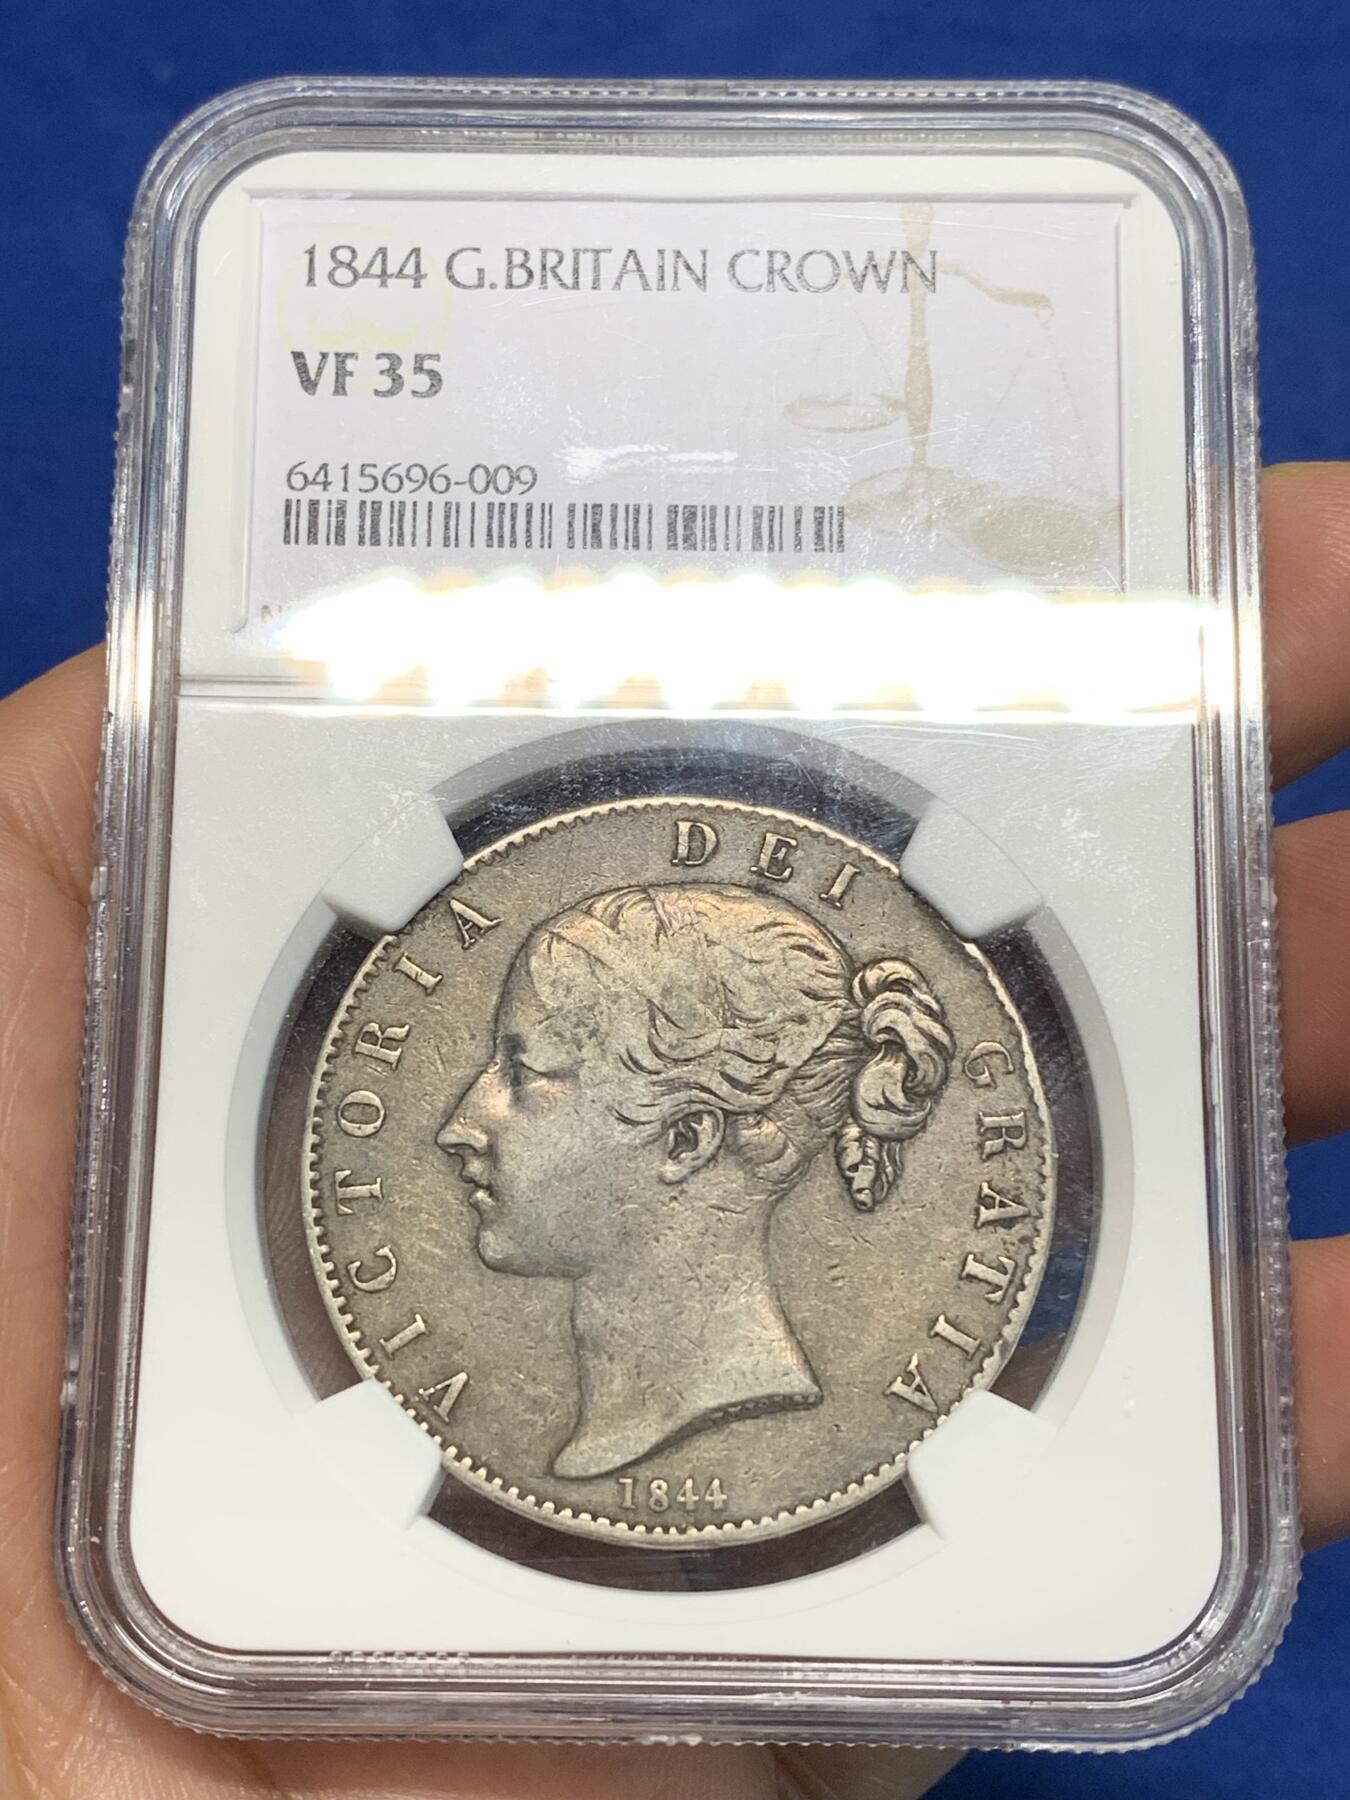 1844 G.BRITAIN CROWN
VF 35
6415696-009
VICTORIA DEI GRATIA
1844